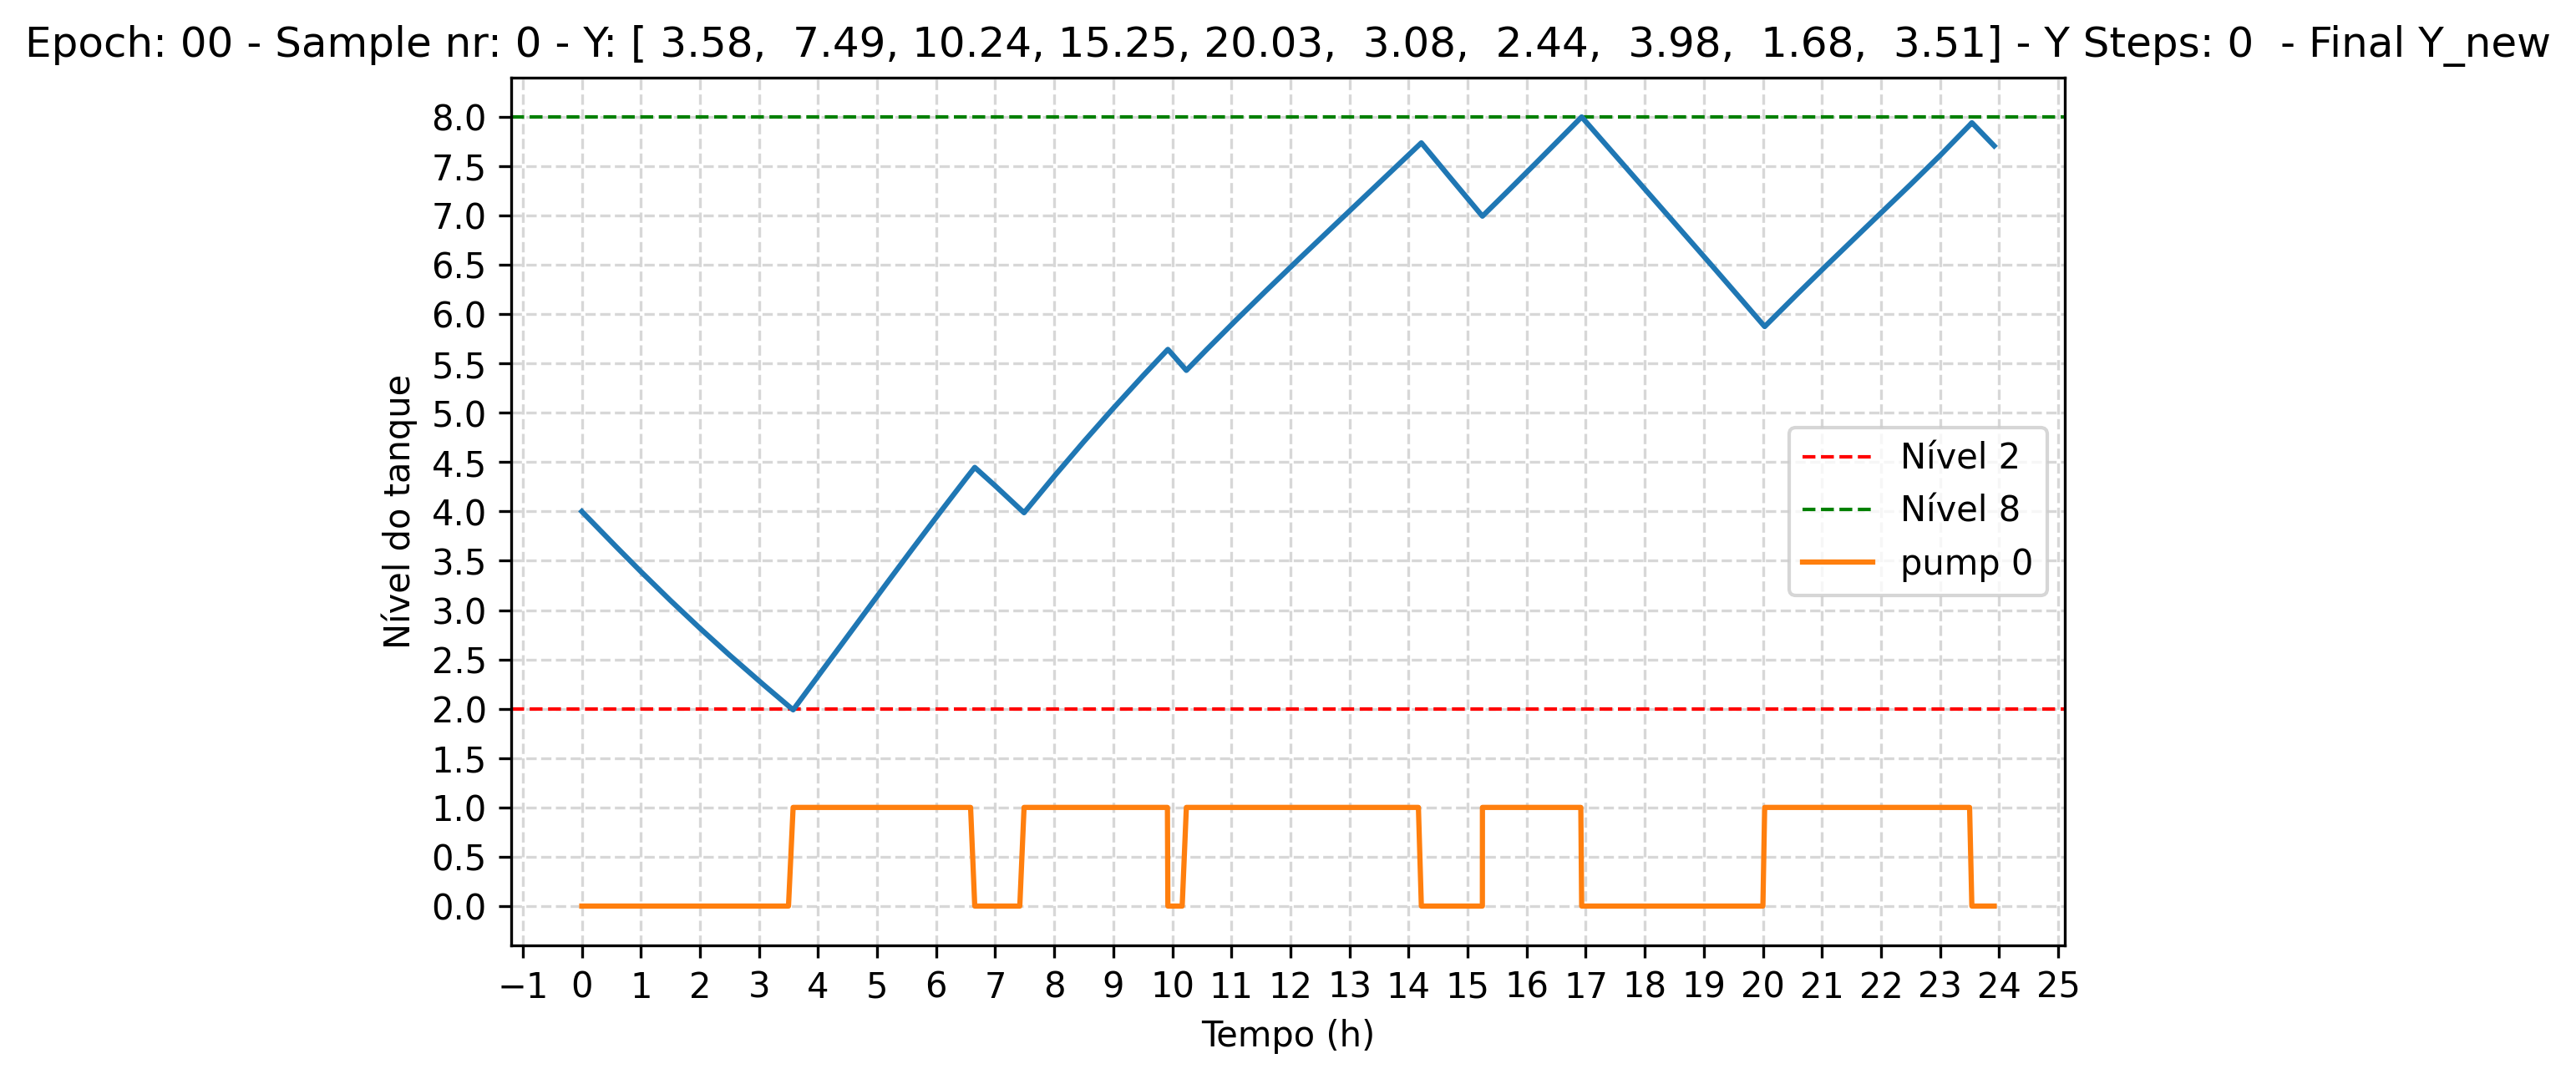 Epoch: 00 - Sample nr: 0 - Y: [ 3.58,  7.49, 10.24, 15.25, 20.03,  3.08,  2.44,  3.98,  1.68,  3.51] - Y Steps: 0  - Final Y_new
8.0
7.5
7.0
6.5
6.0
5.5
5.0
4.5
4.0
3.5
3.0
2.5
2.0
1.5
1.0
0.5
0.0
Nível do tanque
Nível 2
Nível 8
pump 0
−1 0 1 2 3 4 5 6 7 8 9 10 11 12 13 14 15 16 17 18 19 20 21 22 23 24 25
Tempo (h)